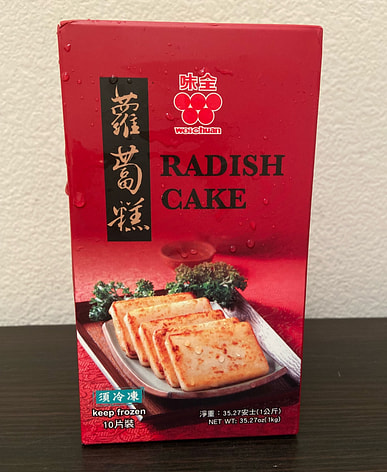 味全
wei chuan
蘿蔔糕
RADISH
CAKE
須冷凍
keep frozen
10片裝
淨重：35.27安士(1公斤)
NET WT: 35.27oz(1kg)